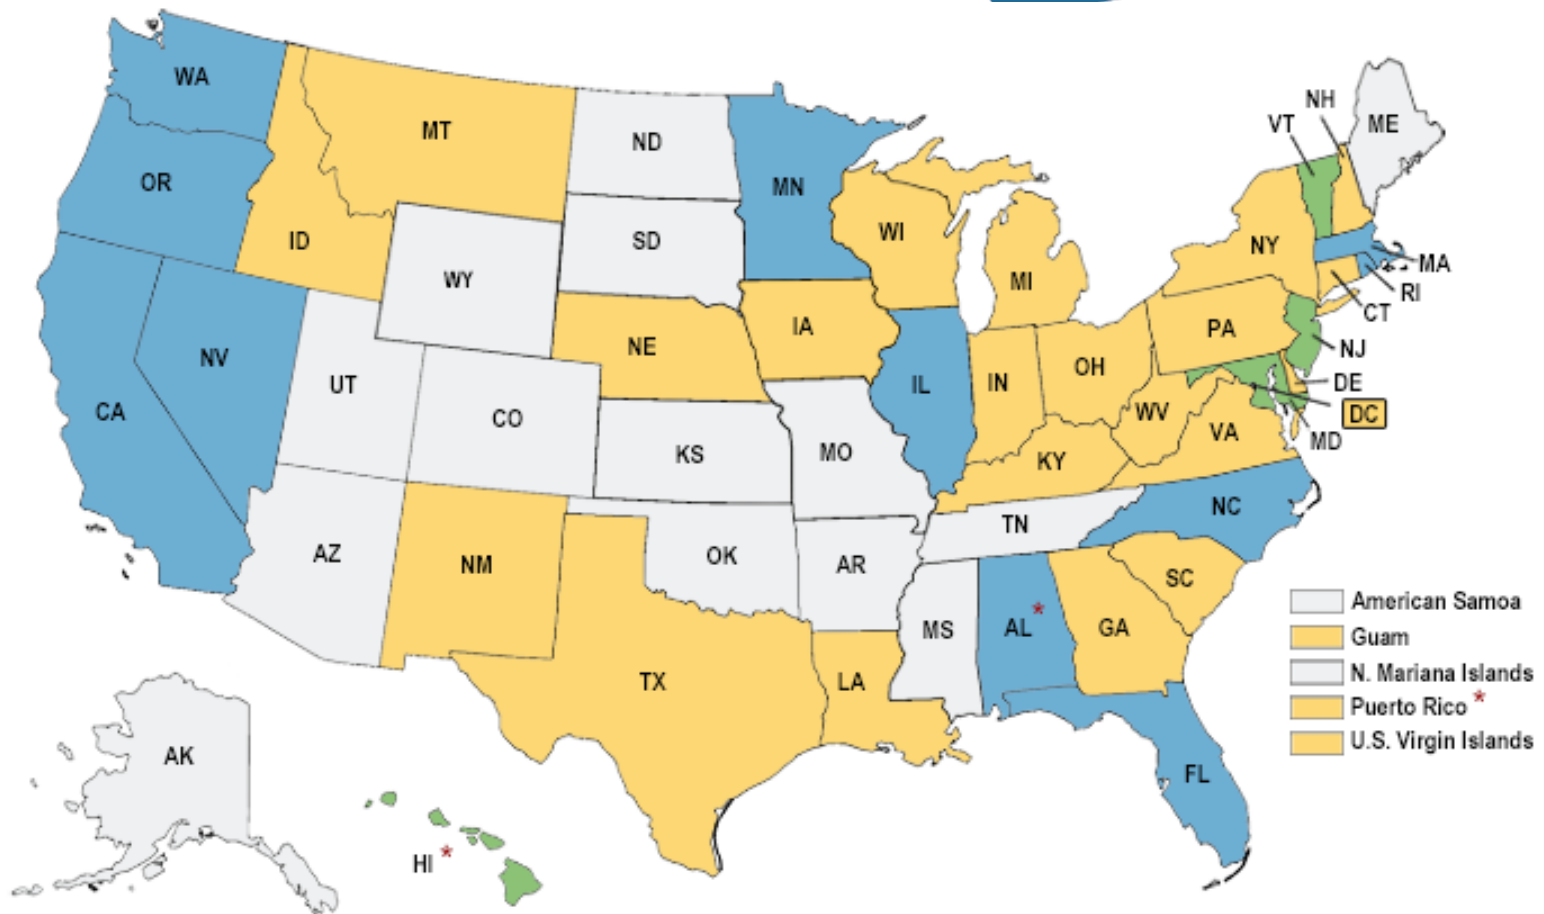 WA
MT
ND
MN
OR
ID
SD
WI
WY
MI
NH
VT
ME
NY
MA
RI
CT
PA
NJ
DE
DC
MD
NV
UT
NE
IA
IL
IN
OH
WV
VA
CA
CO
KS
MO
KY
NC
AZ
NM
OK
AR
TN
SC
MS
AL *
GA
TX
LA
FL
AK
HI *
American Samoa
Guam
N. Mariana Islands
Puerto Rico *
U.S. Virgin Islands